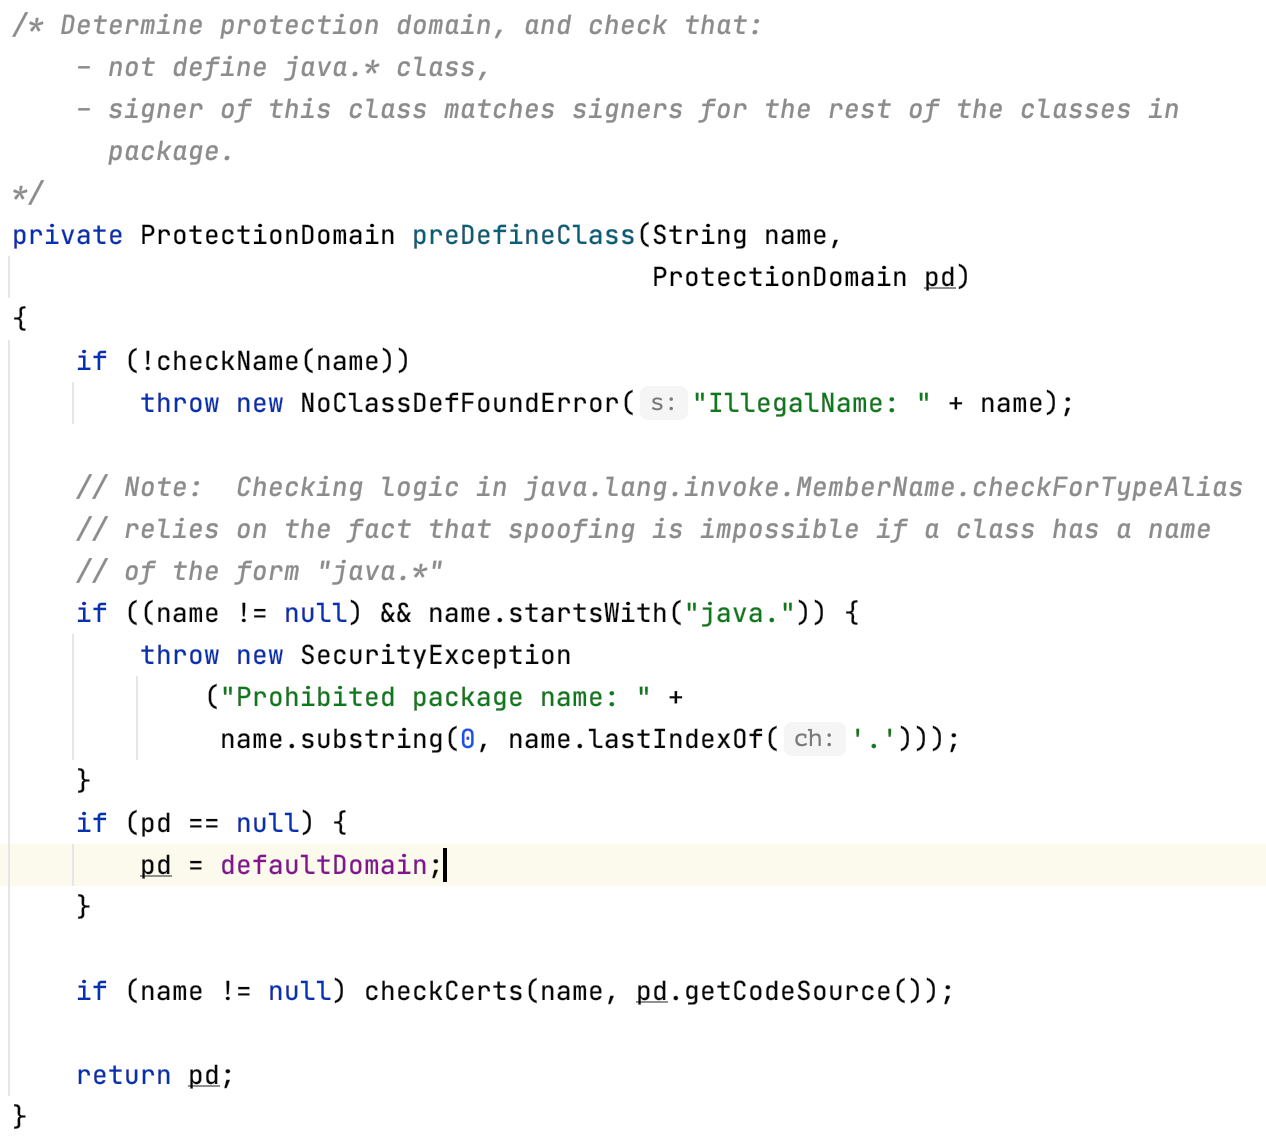 /* Determine protection domain, and check that:
    - not define java.* class,
    - signer of this class matches signers for the rest of the classes in
      package.
*/
private ProtectionDomain preDefineClass(String name,
                                        ProtectionDomain pd)
{
    if (!checkName(name))
        throw new NoClassDefFoundError( s: "IllegalName: " + name);

    // Note:  Checking logic in java.lang.invoke.MemberName.checkForTypeAlias
    // relies on the fact that spoofing is impossible if a class has a name
    // of the form "java.*"
    if ((name != null) && name.startsWith("java.")) {
        throw new SecurityException
            ("Prohibited package name: " +
             name.substring(0, name.lastIndexOf( ch: '.')));
    }
    if (pd == null) {
        pd = defaultDomain;
    }

    if (name != null) checkCerts(name, pd.getCodeSource());

    return pd;
}